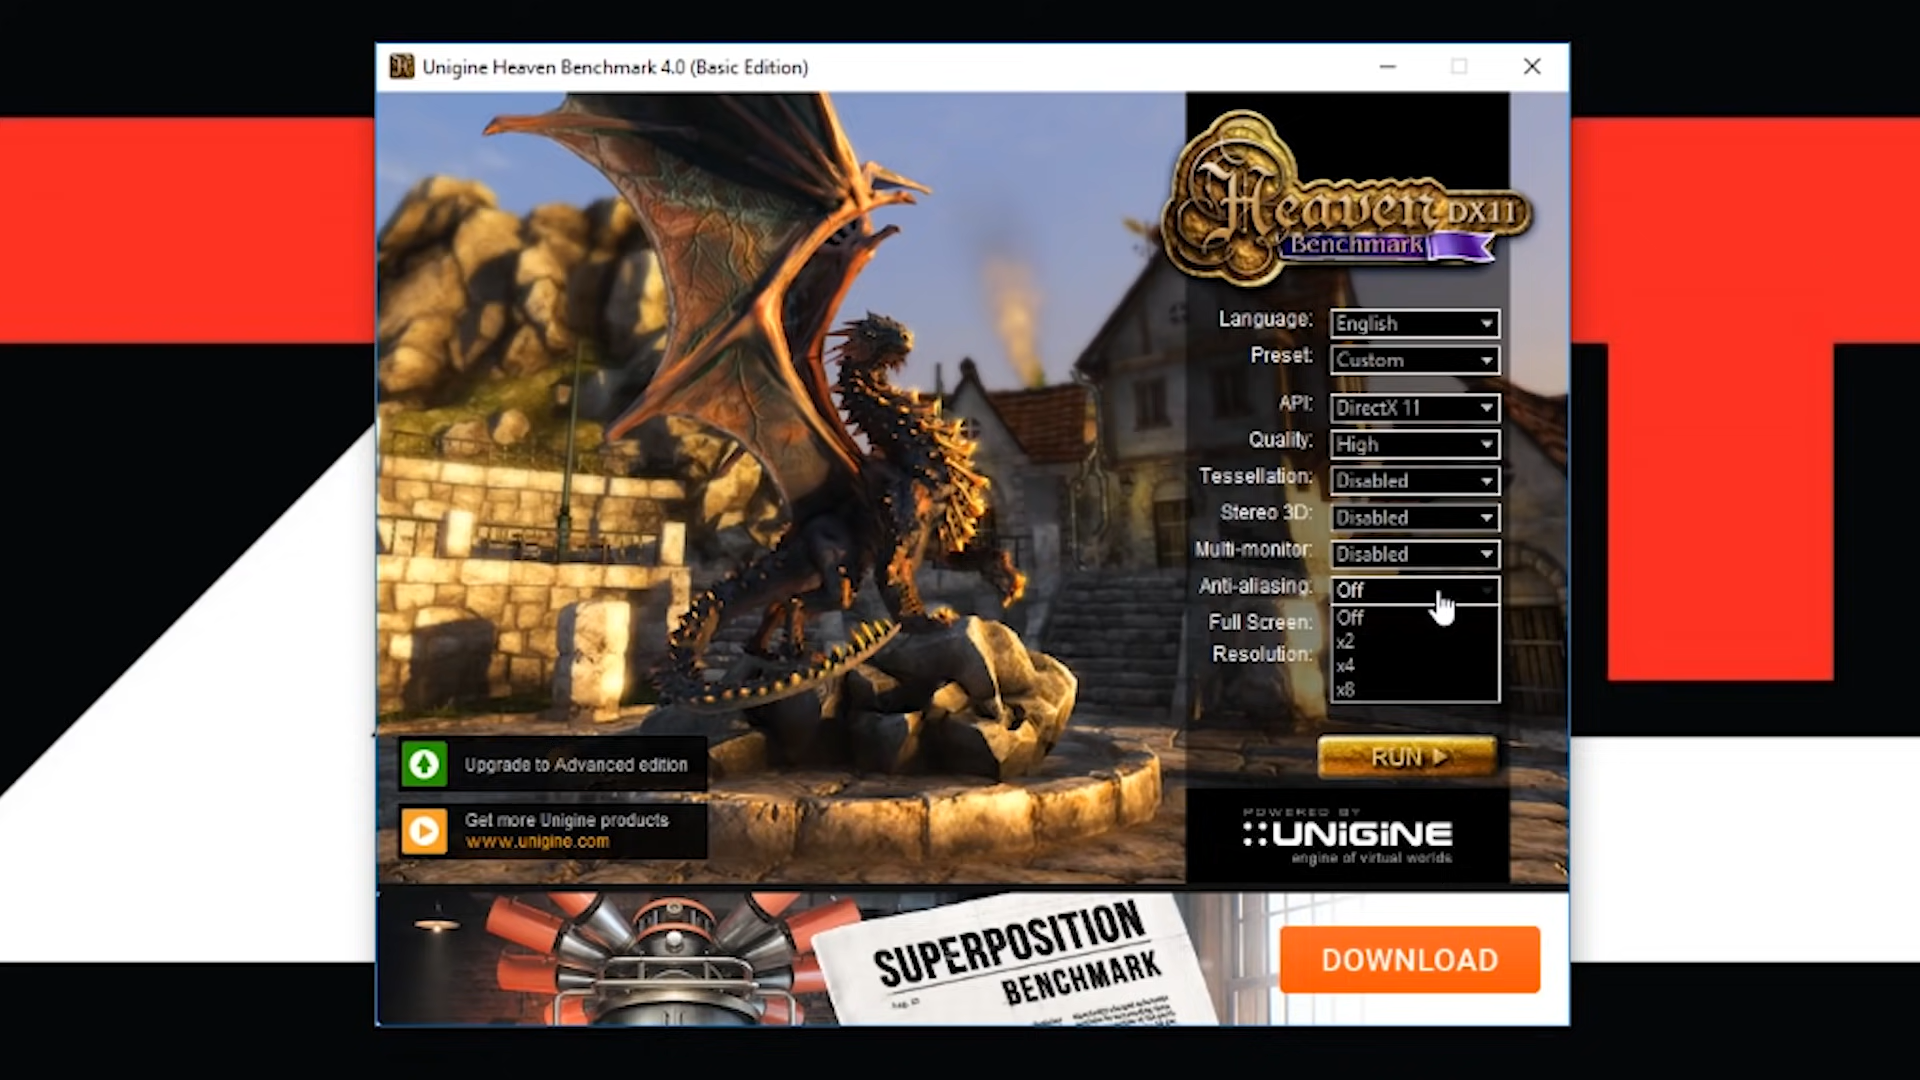 Unigine Heaven Benchmark 4.0 (Basic Edition)
Heaven DX11
Benchmark
Language: English
Preset: Custom
API: DirectX 11
Quality: High
Tessellation: Disabled
Stereo 3D: Disabled
Multi-monitor: Disabled
Anti-aliasing: Off
Off
Full Screen:
x2
Resolution:
x4
x8
RUN
Upgrade to Advanced edition
Get more Unigine products
www.unigine.com
POWERED BY
UNiGiNE
engine of virtual worlds
SUPERPOSITION
BENCHMARK
DOWNLOAD